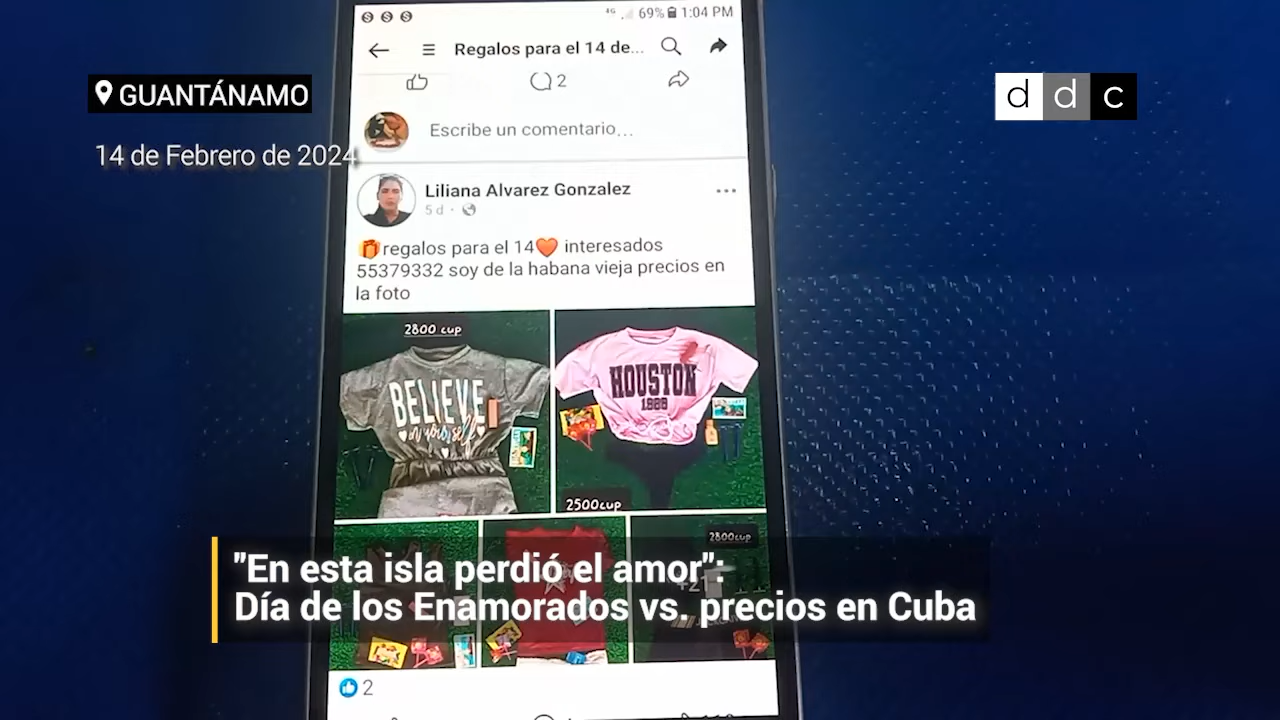 4G 69% 1:04 PM
Regalos para el 14 de...
GUANTÁNAMO
d d c
2
Escribe un comentario...
14 de Febrero de 2024
Liliana Alvarez Gonzalez
5 d ·
regalos para el 14 interesados
55379332 soy de la habana vieja precios en
la foto
2800 cup
BELIEVE
HOUSTON
1988
2500cup
2800cup
"En esta isla perdió el amor":
Día de los Enamorados vs. precios en Cuba
2